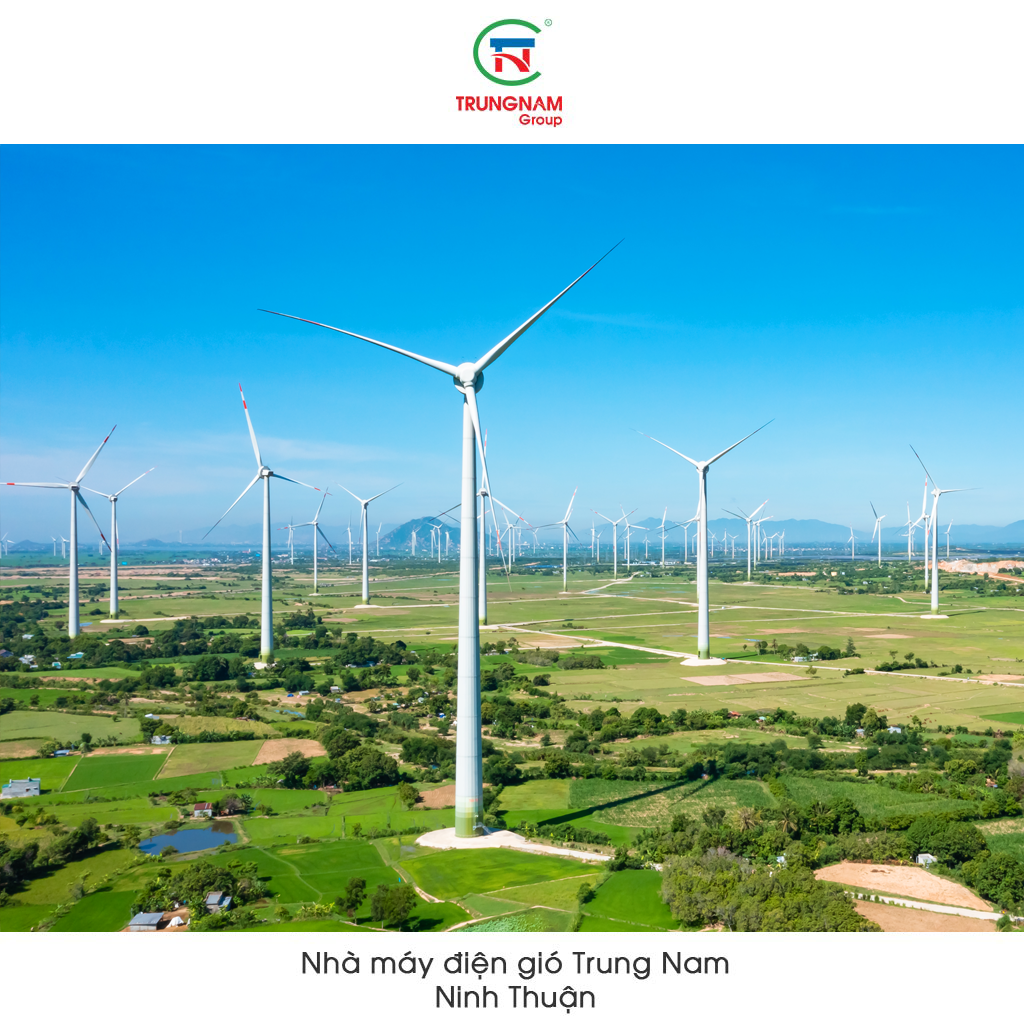 ®
TRUNGNAM
Group
Nhà máy điện gió Trung Nam
Ninh Thuận